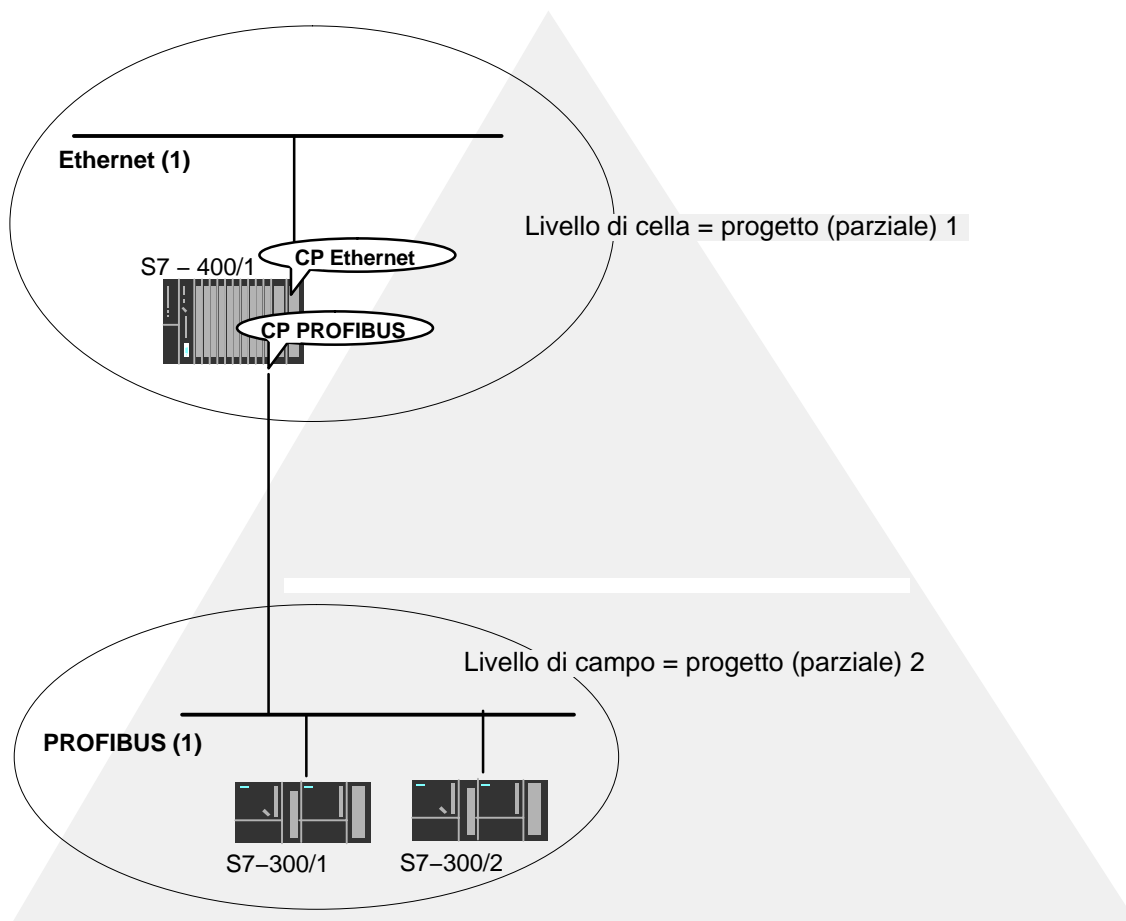 Ethernet (1)
Livello di cella = progetto (parziale) 1
CP Ethernet
S7 – 400/1
CP PROFIBUS
Livello di campo = progetto (parziale) 2
PROFIBUS (1)
S7–300/1
S7–300/2